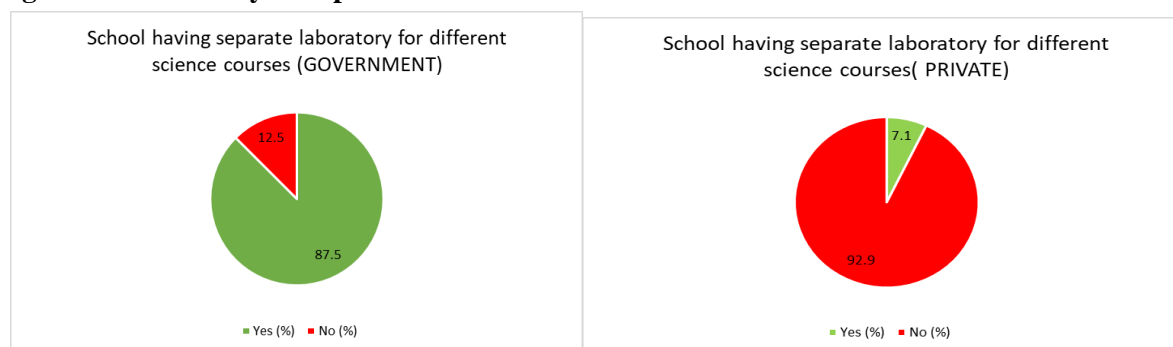 School having separate laboratory for different
science courses (GOVERNMENT)
12.5
87.5
Yes (%) No (%)
School having separate laboratory for different
science courses( PRIVATE)
7.1
92.9
Yes (%) No (%)